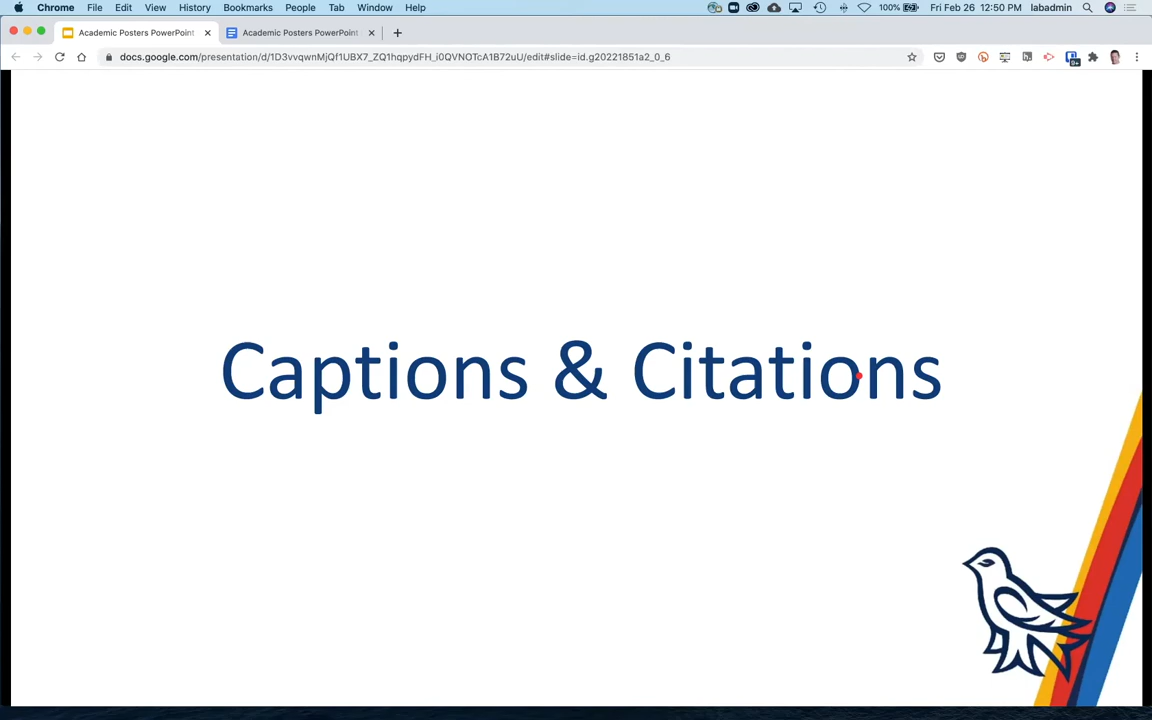 Chrome File Edit View History Bookmarks People Tab Window Help 100% Fri Feb 26 12:50 PM labadmin
Academic Posters PowerPoint Academic Posters PowerPoint
docs.google.com/presentation/d/1D3vvqwnMjQf1UBX7_ZQ1hqpydFH_i0QVNOTcA1B72uU/edit#slide=id.g20221851a2_0_6
Captions & Citations